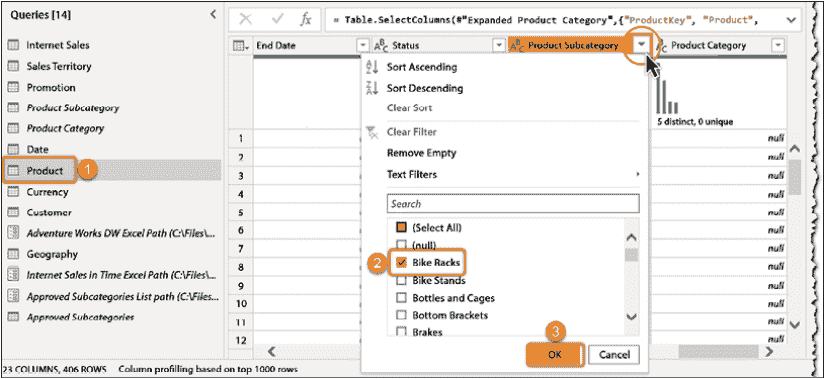 Queries [14]
= Table.SelectColumns(#"Expanded Product Category",{"ProductKey", "Product",
Internet Sales
Sales Territory
Promotion
Product Subcategory
Product Category
Date
Product
1
Currency
Customer
Adventure Works DW Excel Path (C:\Files\...
Geography
Internet Sales in Time Excel Path (C:\Files\...
Approved Subcategories List path (C:\Files\...
Approved Subcategories
End Date
Status
Product Subcategory
Product Category
5 distinct, 0 unique
Sort Ascending
Sort Descending
Clear Sort
Clear Filter
Remove Empty
Text Filters
Search
(Select All)
(null)
2
Bike Racks
Bike Stands
Bottles and Cages
Bottom Brackets
Brakes
3
OK
Cancel
1 null
2 null
3 null
4 null
5 null
6 null
7 null
8 null
9 null
10 null
11 null
12 null
23 COLUMNS, 406 ROWS Column profiling based on top 1000 rows